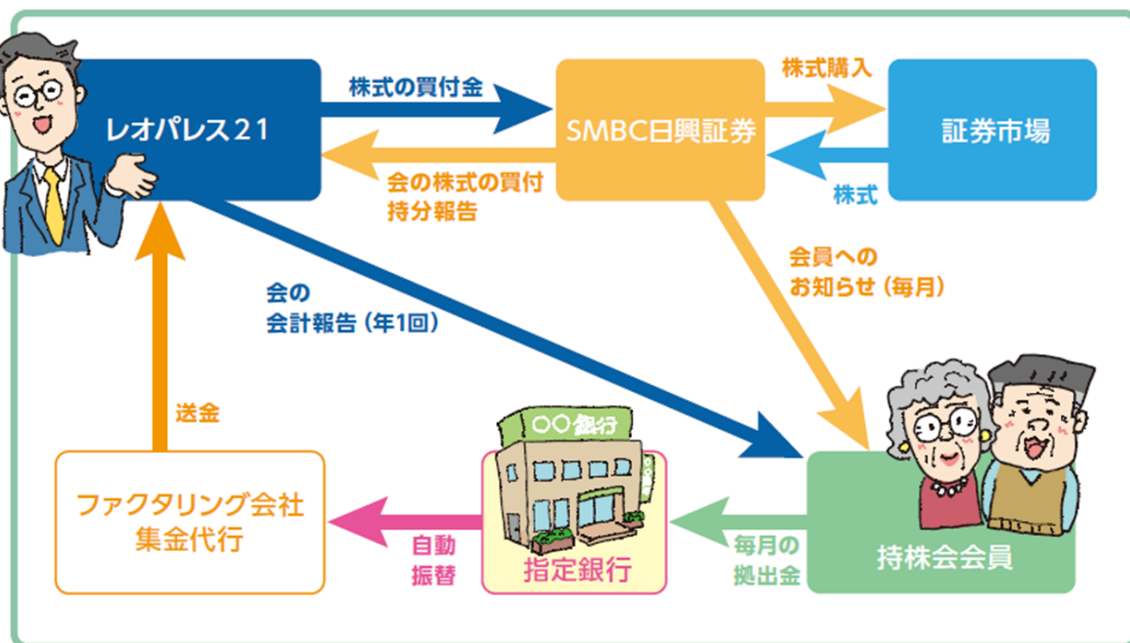 レオパレス21
株式の買付金
SMBC日興証券
株式購入
証券市場
会の株式の買付
持分報告
株式
会員への
お知らせ（毎月）
会の
会計報告（年1回）
送金
〇〇銀行
ファクタリング会社
集金代行
自動
振替
指定銀行
毎月の
拠出金
持株会会員